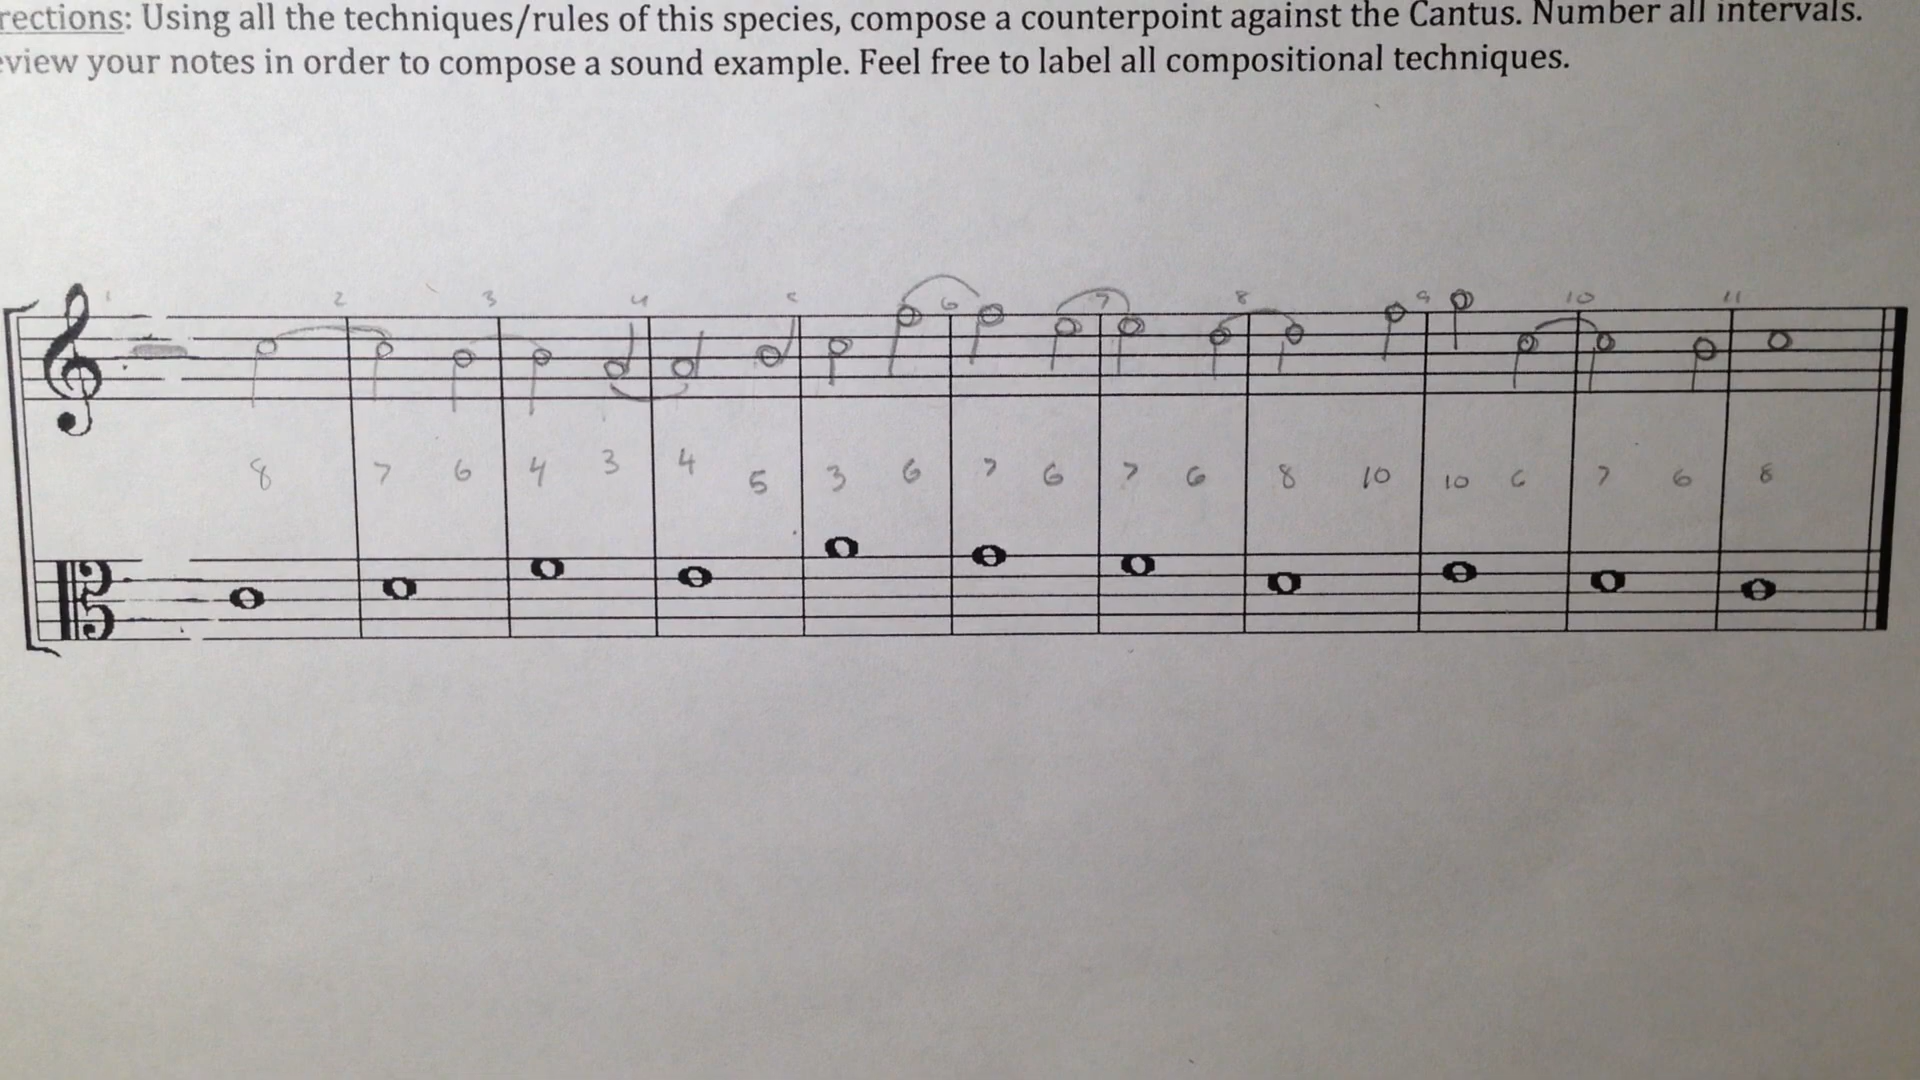 rections: Using all the techniques/rules of this species, compose a counterpoint against the Cantus. Number all intervals.
view your notes in order to compose a sound example. Feel free to label all compositional techniques.
1 2 3 4 5 6 7 8 9 10 11
8 7 6 4 3 4 5 3 6 7 6 7 6 8 10 10 6 7 6 8